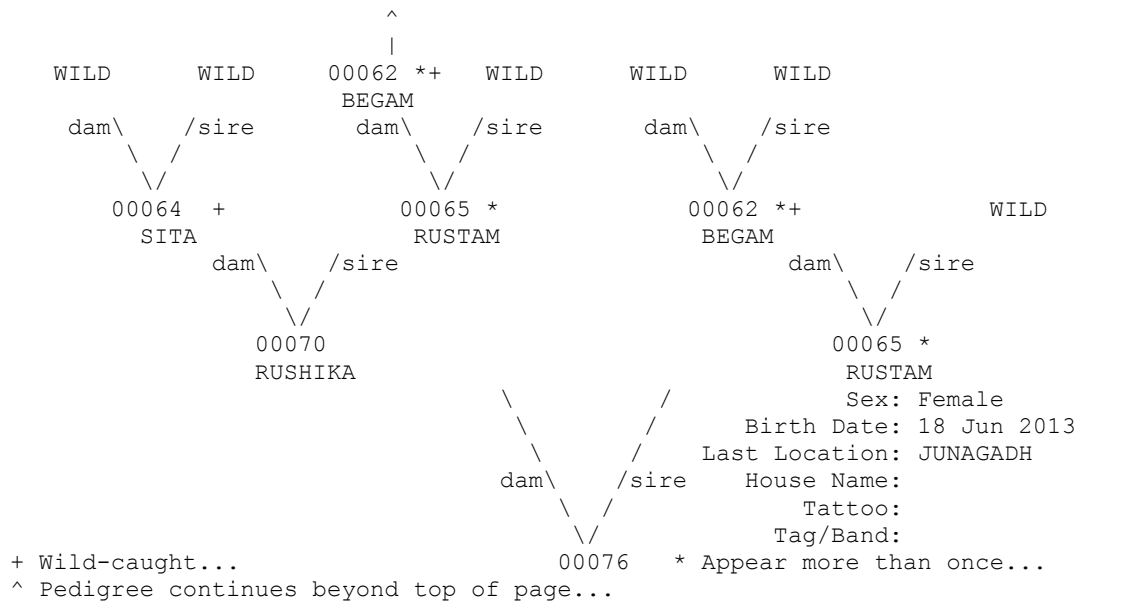 ^
|
WILD WILD 00062 *+ WILD WILD WILD
BEGAM
dam\ /sire dam\ /sire dam\ /sire
\ / \ / \ /
\/ \/ \/
00064 + 00065 * 00062 *+ WILD
SITA RUSTAM BEGAM
dam\ /sire dam\ /sire
\ / \ /
\/ \/
00070 00065 *
RUSHIKA RUSTAM
\ / Sex: Female
\ / Birth Date: 18 Jun 2013
\ / Last Location: JUNAGADH
dam\ /sire House Name:
\ / Tattoo:
\/ Tag/Band:
+ Wild-caught... 00076 * Appear more than once...
^ Pedigree continues beyond top of page...